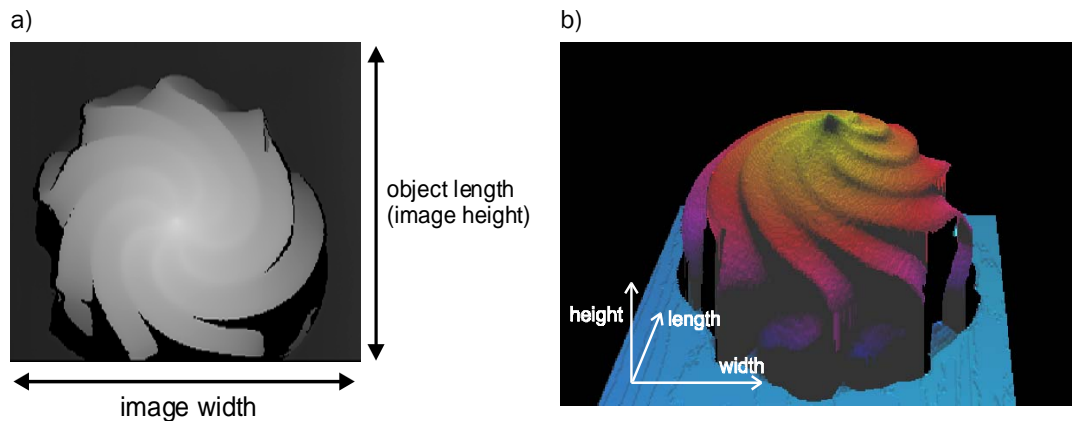 a)
object length
(image height)
image width
b)
height
length
width